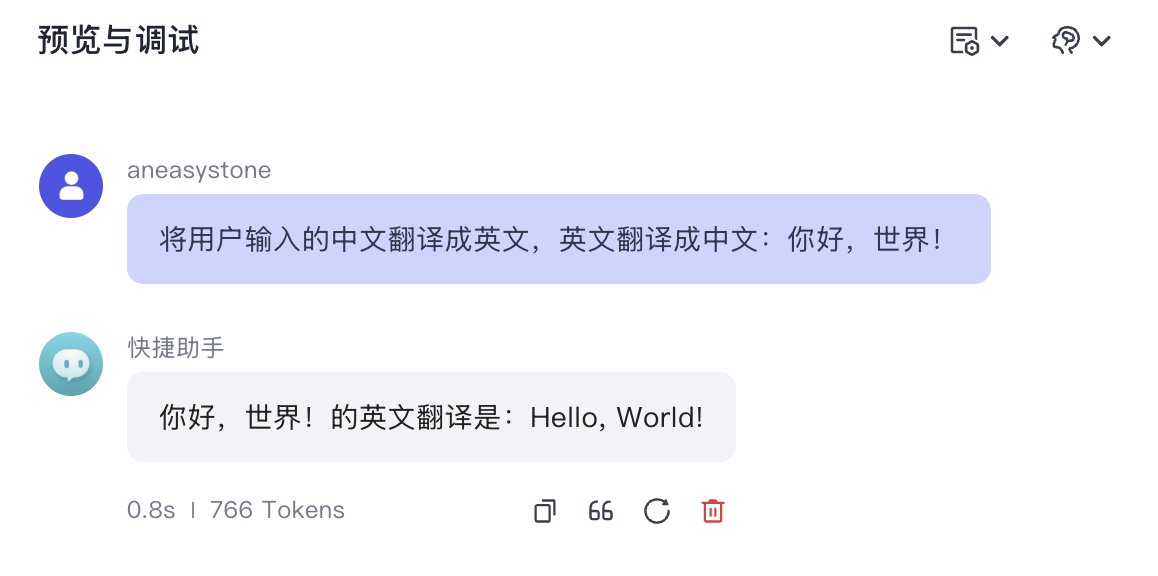 预览与调试
aneasystone
将用户输入的中文翻译成英文，英文翻译成中文：你好，世界！
快捷助手
你好，世界！的英文翻译是：Hello, World!
0.8s | 766 Tokens